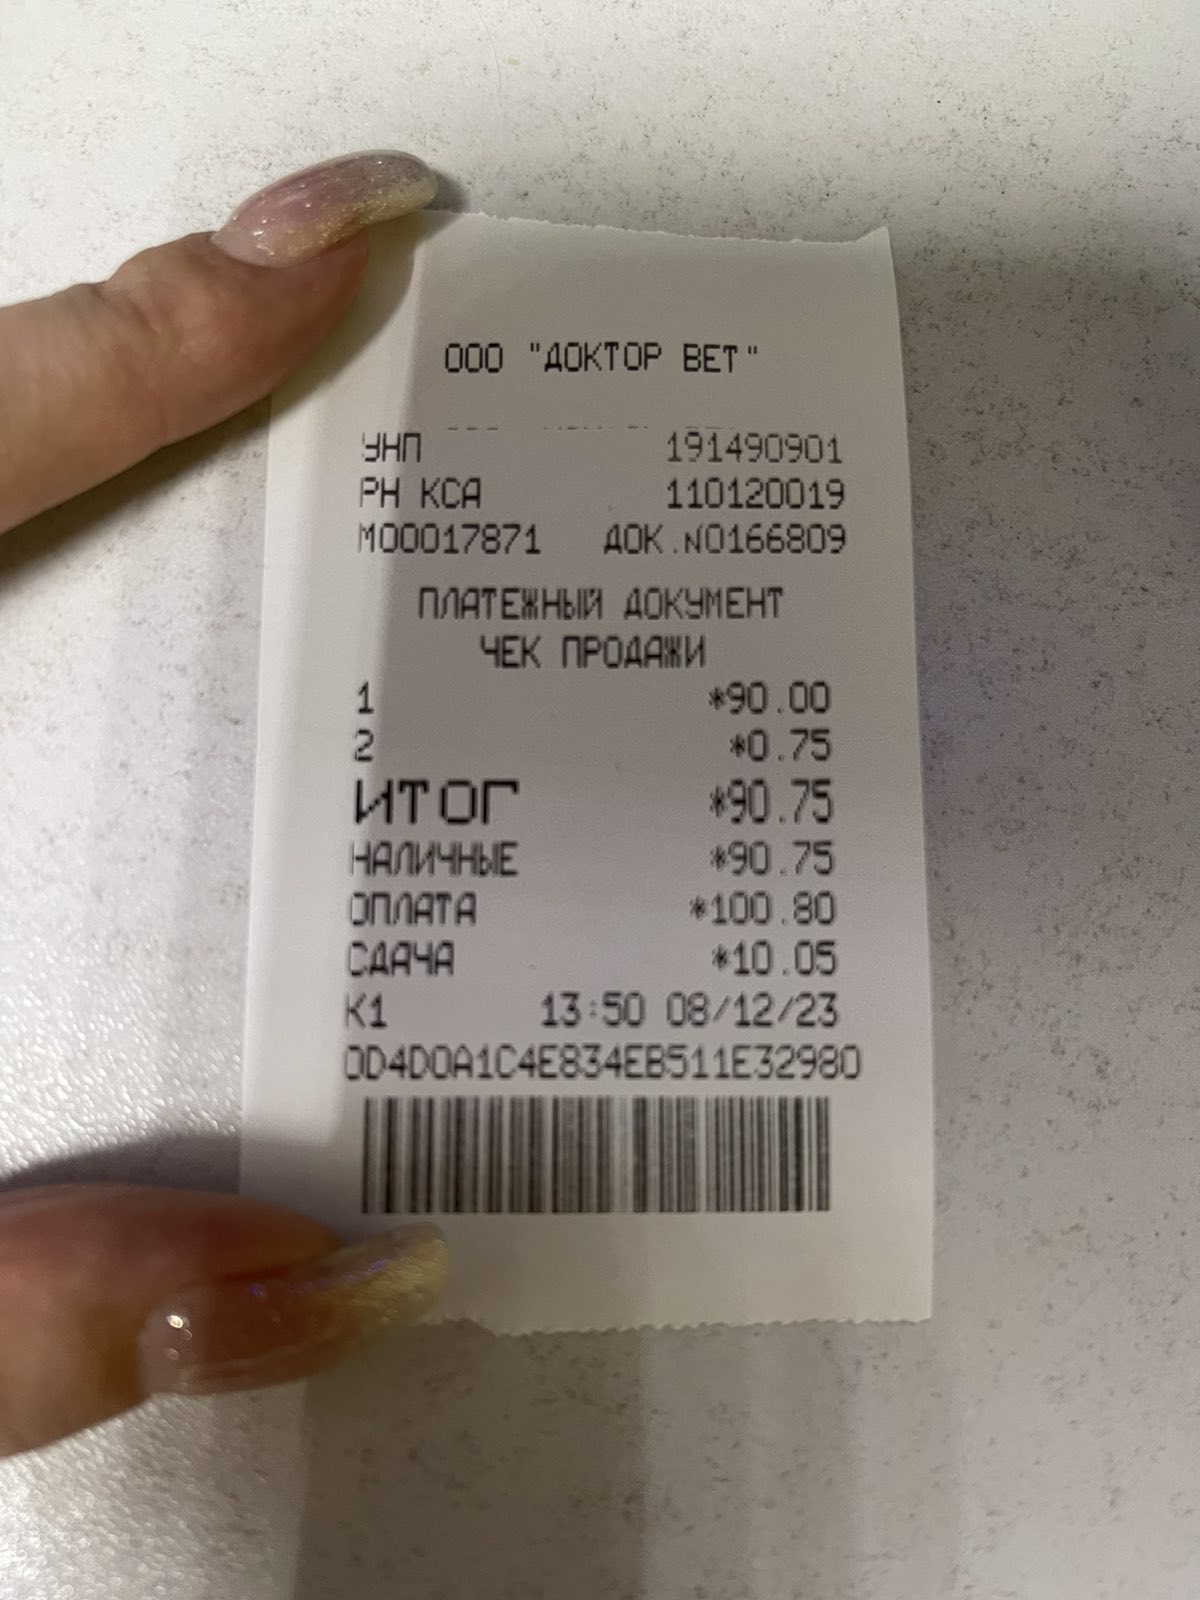 ООО "ДОКТОР ВЕТ"
УНП 191490901
РН КСА 110120019
М00017871 ДОК.N0166809
ПЛАТЕЖНЫЙ ДОКУМЕНТ
ЧЕК ПРОДАЖИ
1 *90.00
2 *0.75
ИТОГ *90.75
НАЛИЧНЫЕ *90.75
ОПЛАТА *100.80
СДАЧА *10.05
К1 13:50 08/12/23
0D4D0A1C4E834EB511E32980